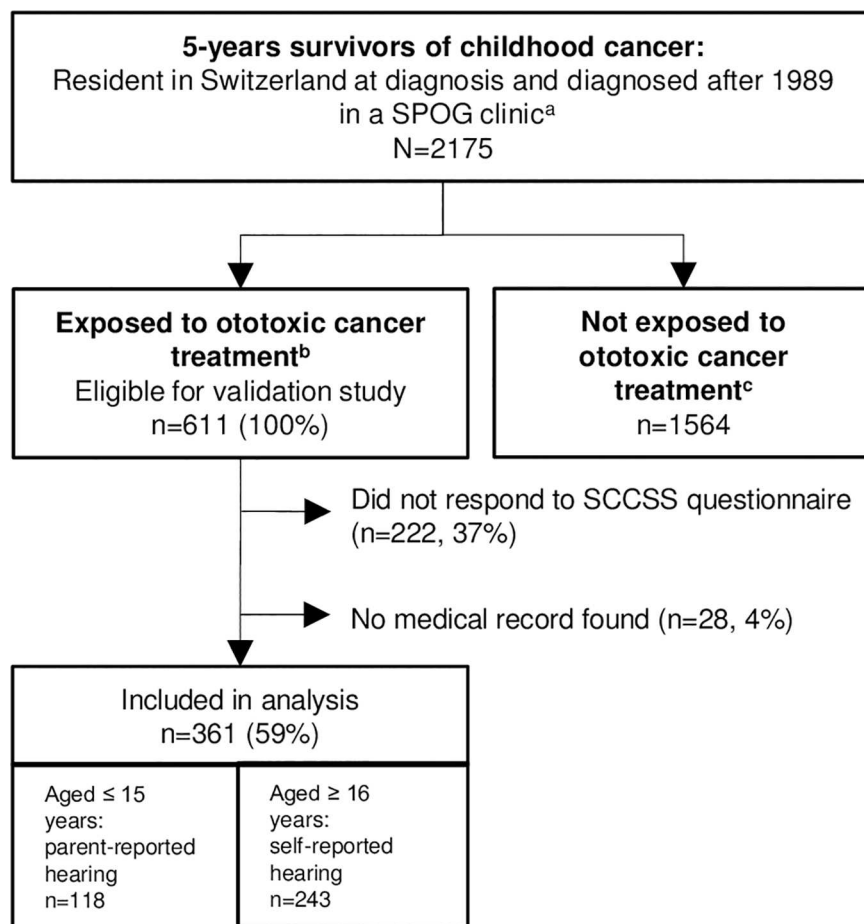 5-years survivors of childhood cancer:
Resident in Switzerland at diagnosis and diagnosed after 1989
in a SPOG clinicᵃ
N=2175
Exposed to ototoxic cancer
treatmentᵇ
Eligible for validation study
n=611 (100%)
Not exposed to
ototoxic cancer
treatmentᶜ
n=1564
Did not respond to SCCSS questionnaire
(n=222, 37%)
No medical record found (n=28, 4%)
Included in analysis
n=361 (59%)
Aged ≤ 15
years:
parent-reported
hearing
n=118
Aged ≥ 16
years:
self-reported
hearing
n=243